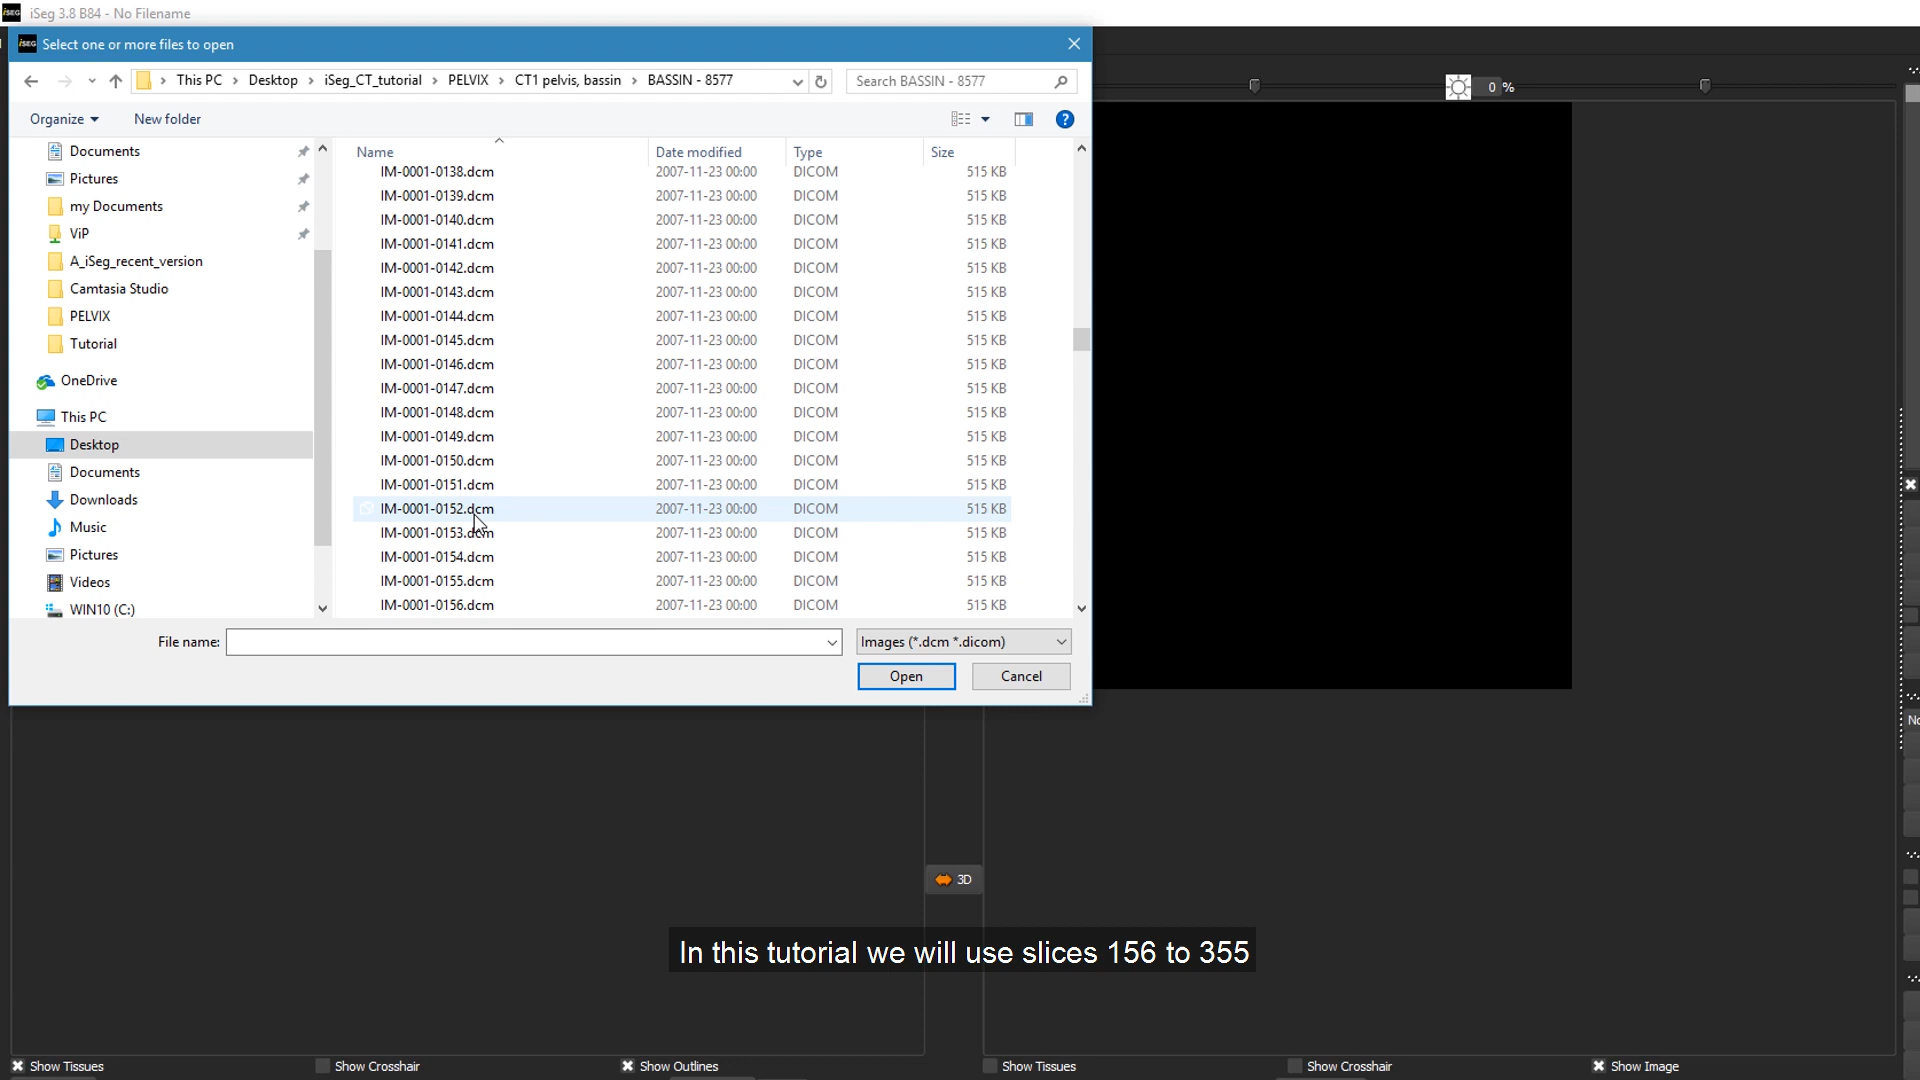 iSeg 3.8 B84 - No Filename
iSEG Select one or more files to open
This PC > Desktop > iSeg_CT_tutorial > PELVIX > CT1 pelvis, bassin > BASSIN - 8577
Search BASSIN - 8577
0 %
Organize New folder
Name Date modified Type Size
Documents
Pictures
my Documents
ViP
A_iSeg_recent_version
Camtasia Studio
PELVIX
Tutorial
OneDrive
This PC
Desktop
Documents
Downloads
Music
Pictures
Videos
WIN10 (C:)
IM-0001-0138.dcm 2007-11-23 00:00 DICOM 515 KB
IM-0001-0139.dcm 2007-11-23 00:00 DICOM 515 KB
IM-0001-0140.dcm 2007-11-23 00:00 DICOM 515 KB
IM-0001-0141.dcm 2007-11-23 00:00 DICOM 515 KB
IM-0001-0142.dcm 2007-11-23 00:00 DICOM 515 KB
IM-0001-0143.dcm 2007-11-23 00:00 DICOM 515 KB
IM-0001-0144.dcm 2007-11-23 00:00 DICOM 515 KB
IM-0001-0145.dcm 2007-11-23 00:00 DICOM 515 KB
IM-0001-0146.dcm 2007-11-23 00:00 DICOM 515 KB
IM-0001-0147.dcm 2007-11-23 00:00 DICOM 515 KB
IM-0001-0148.dcm 2007-11-23 00:00 DICOM 515 KB
IM-0001-0149.dcm 2007-11-23 00:00 DICOM 515 KB
IM-0001-0150.dcm 2007-11-23 00:00 DICOM 515 KB
IM-0001-0151.dcm 2007-11-23 00:00 DICOM 515 KB
IM-0001-0152.dcm 2007-11-23 00:00 DICOM 515 KB
IM-0001-0153.dcm 2007-11-23 00:00 DICOM 515 KB
IM-0001-0154.dcm 2007-11-23 00:00 DICOM 515 KB
IM-0001-0155.dcm 2007-11-23 00:00 DICOM 515 KB
IM-0001-0156.dcm 2007-11-23 00:00 DICOM 515 KB
File name: Images (*.dcm *.dicom)
Open Cancel
No
3D
In this tutorial we will use slices 156 to 355
Show Tissues Show Crosshair Show Outlines Show Tissues Show Crosshair Show Image